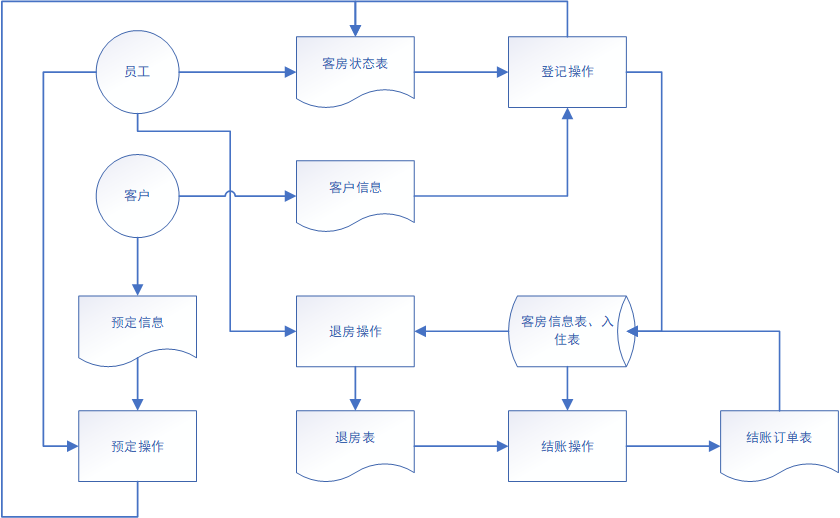 员工
客房状态表
登记操作
客户
客户信息
预定信息
退房操作
客房信息表、入
住表
预定操作
退房表
结账操作
结账订单表